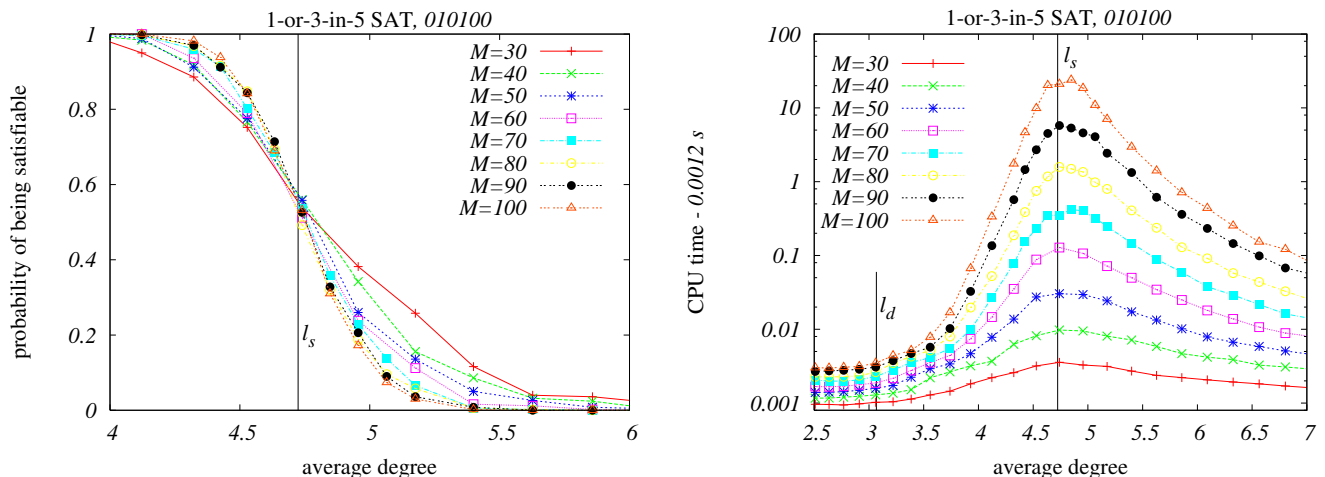 1-or-3-in-5 SAT, 010100
probability of being satisfiable
1
0.8
0.6
0.4
0.2
0
4
4.5
5
5.5
6
average degree
l_s
M=30
M=40
M=50
M=60
M=70
M=80
M=90
M=100
1-or-3-in-5 SAT, 010100
CPU time - 0.0012 s
100
10
1
0.1
0.01
0.001
2.5
3
3.5
4
4.5
5
5.5
6
6.5
7
average degree
l_s
l_d
M=30
M=40
M=50
M=60
M=70
M=80
M=90
M=100